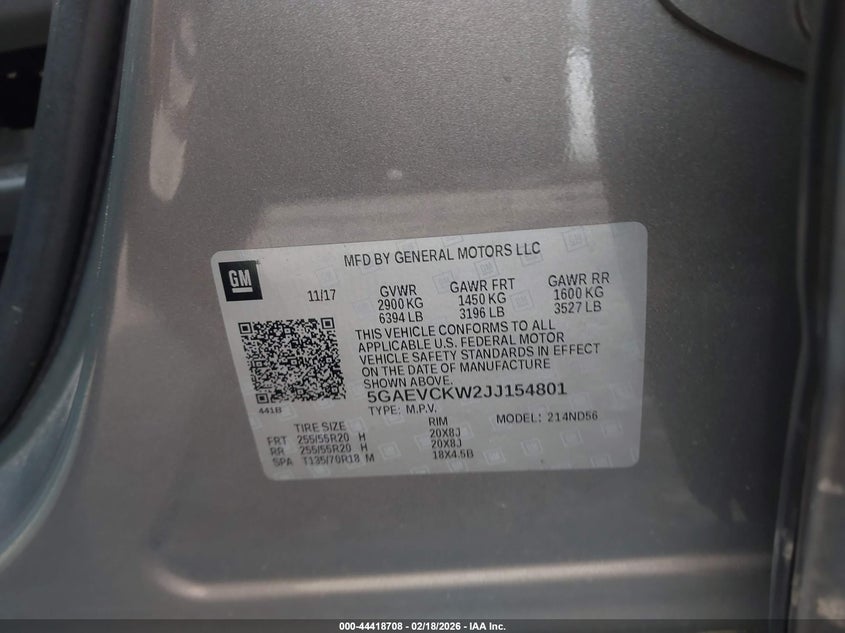 MFD BY GENERAL MOTORS LLC
GM
11/17
GVWR GAWR FRT GAWR RR
2900 KG 1450 KG 1600 KG
6394 LB 3196 LB 3527 LB
THIS VEHICLE CONFORMS TO ALL
APPLICABLE U.S. FEDERAL MOTOR
VEHICLE SAFETY STANDARDS IN EFFECT
ON THE DATE OF MANUFACTURE
SHOWN ABOVE.
5GAEVCKW2JJ154801
441B
TYPE: M.P.V. MODEL: 214ND56
TIRE SIZE RIM
FRT 255/55R20 H 20X8J
RR 255/55R20 H 20X8J
SPA T135/70R18 M 18X4.5B
000-44418708 - 02/18/2026 - IAA Inc.